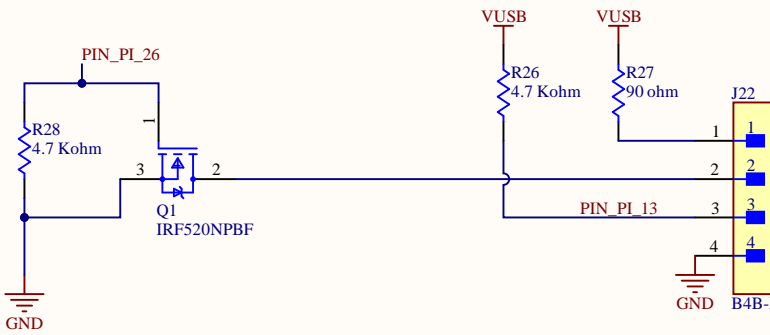 VUSB
VUSB
PIN_PI_26
R26
4.7 Kohm
R27
90 ohm
J22
R28
4.7 Kohm
1
1
1
3
2
2
2
Q1
IRF520NPBF
PIN_PI_13
3
3
4
4
GND
GND
B4B-